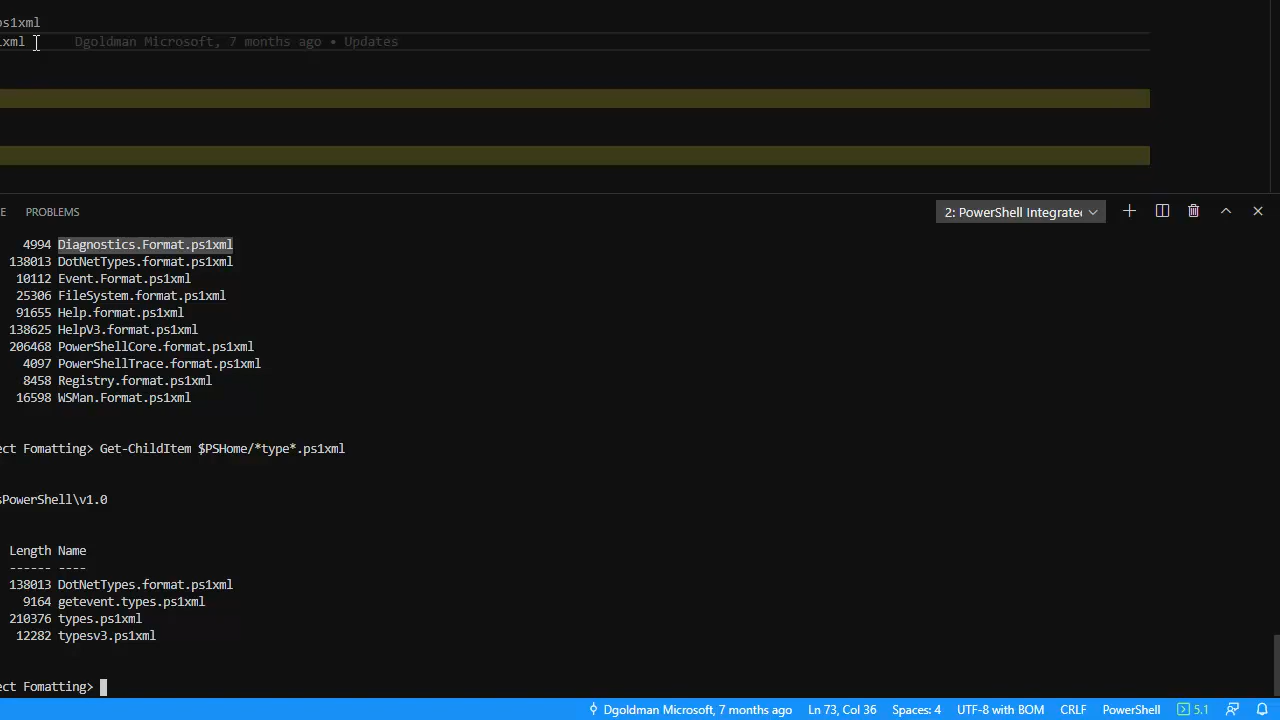 ps1xml
1xml Dgoldman Microsoft, 7 months ago • Updates
E PROBLEMS 2: PowerShell Integrated
4994 Diagnostics.Format.ps1xml
138013 DotNetTypes.format.ps1xml
10112 Event.Format.ps1xml
25306 FileSystem.format.ps1xml
91655 Help.format.ps1xml
138625 HelpV3.format.ps1xml
206468 PowerShellCore.format.ps1xml
4097 PowerShellTrace.format.ps1xml
8458 Registry.format.ps1xml
16598 WSMan.Format.ps1xml
ect Fomatting> Get-ChildItem $PSHome/*type*.ps1xml
sPowerShell\v1.0
Length Name
------ ----
138013 DotNetTypes.format.ps1xml
9164 getevent.types.ps1xml
210376 types.ps1xml
12282 typesv3.ps1xml
ect Fomatting>
Dgoldman Microsoft, 7 months ago Ln 73, Col 36 Spaces: 4 UTF-8 with BOM CRLF PowerShell 5.1